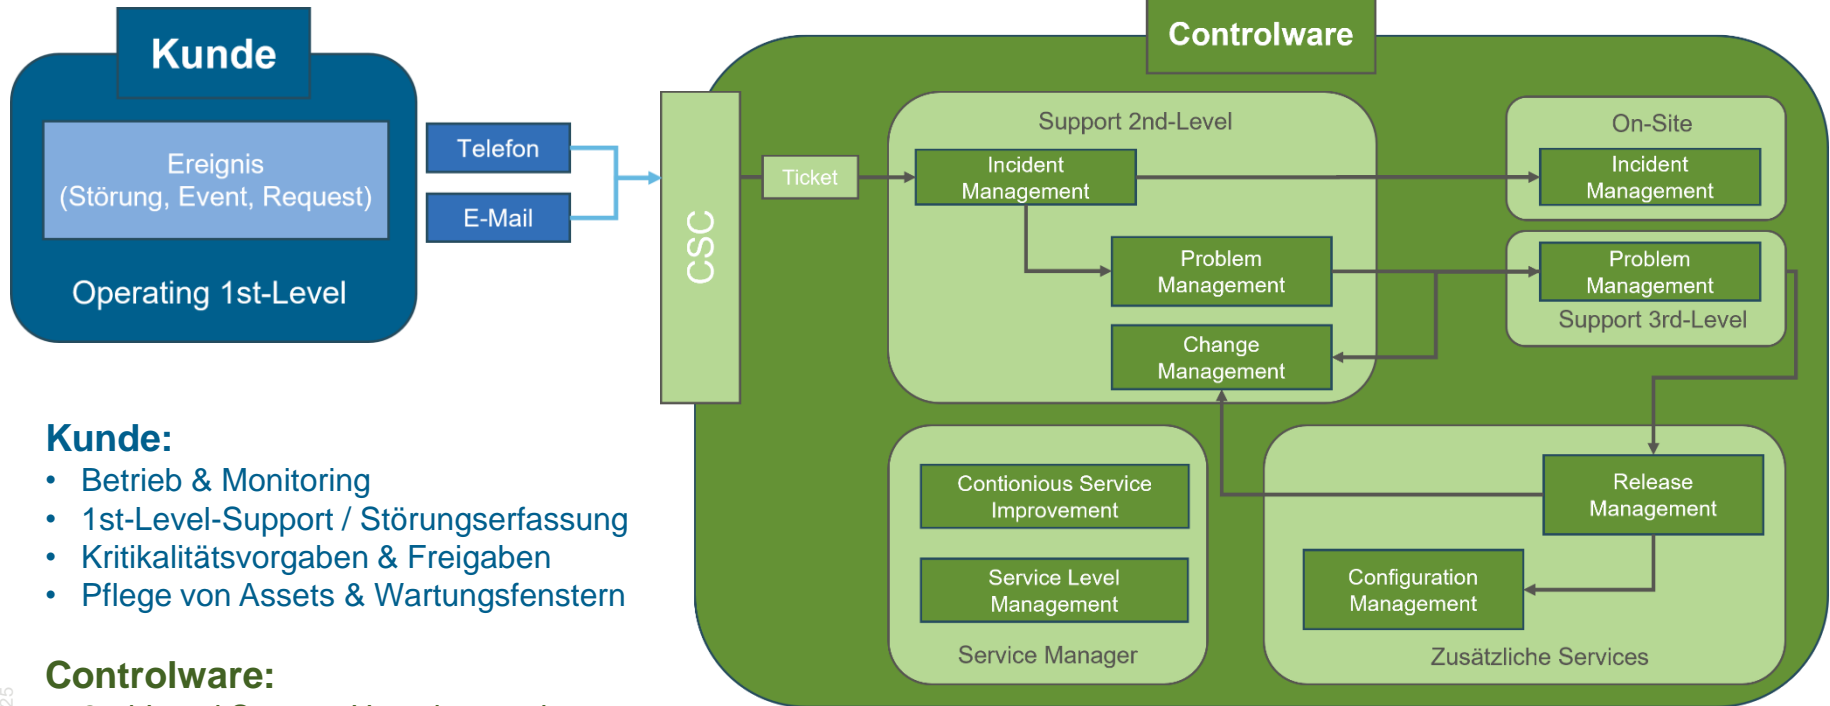 Kunde
Ereignis
(Störung, Event, Request)
Operating 1st-Level
Telefon
E-Mail
CSC
Controlware
Ticket
Support 2nd-Level
Incident
Management
Problem
Management
Change
Management
On-Site
Incident
Management
Problem
Management
Support 3rd-Level
Contionious Service
Improvement
Service Level
Management
Service Manager
Release
Management
Configuration
Management
Zusätzliche Services
Kunde:
• Betrieb & Monitoring
• 1st-Level-Support / Störungserfassung
• Kritikalitätsvorgaben & Freigaben
• Pflege von Assets & Wartungsfenstern
Controlware:
25